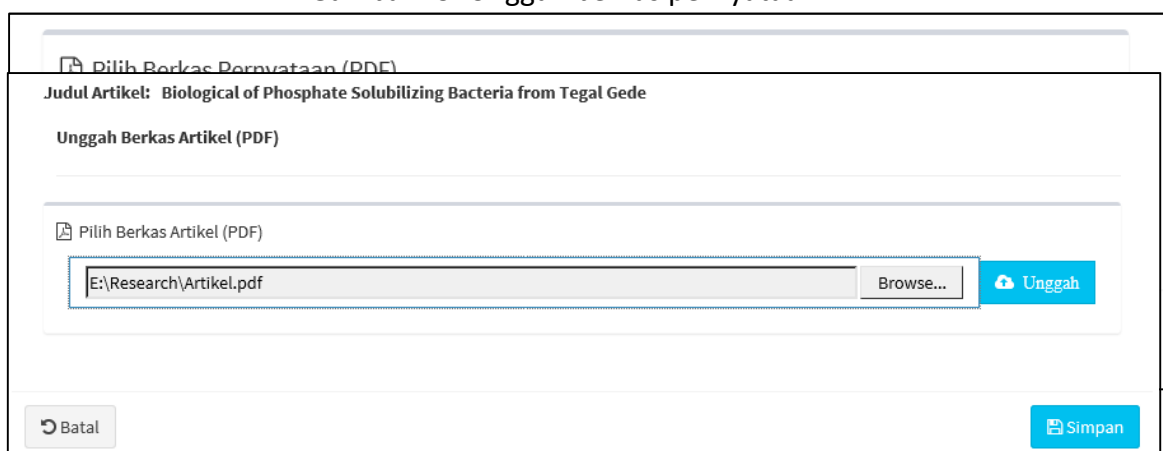 Pilih Berkas Pernyataan (PDF)
Judul Artikel: Biological of Phosphate Solubilizing Bacteria from Tegal Gede
Unggah Berkas Artikel (PDF)
Pilih Berkas Artikel (PDF)
E:\Research\Artikel.pdf Browse... Unggah
Batal Simpan